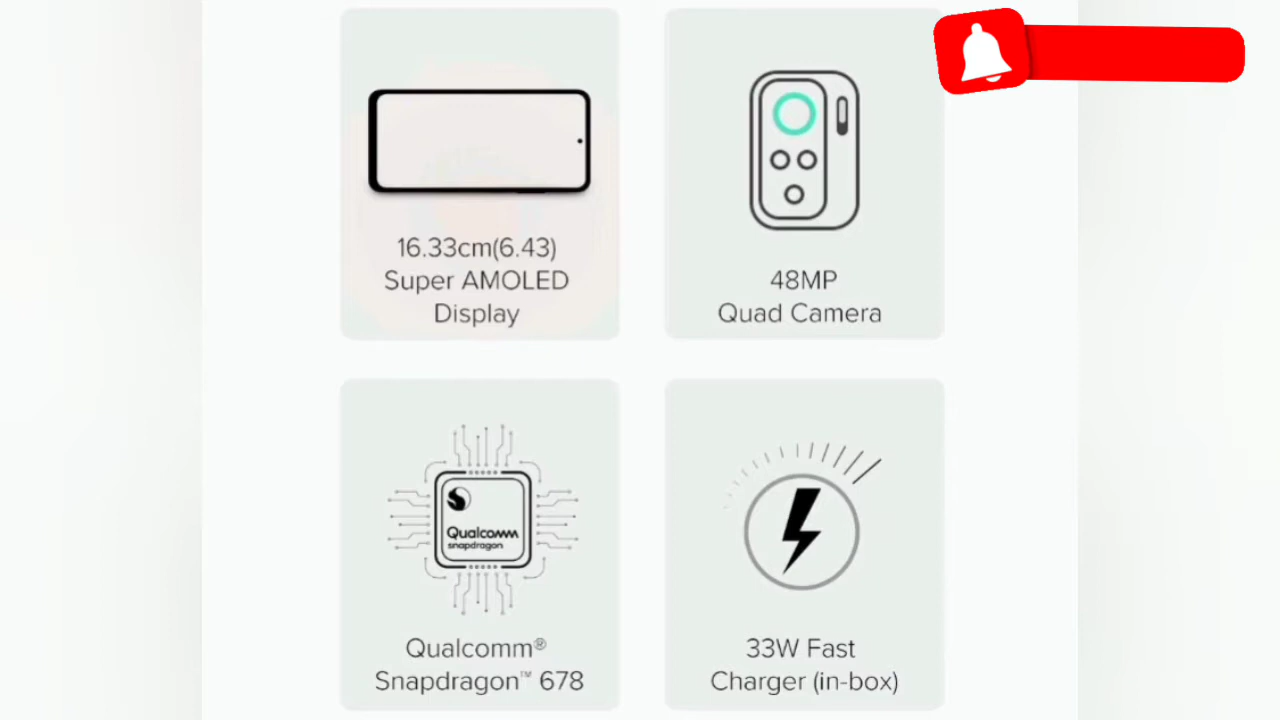 16.33cm(6.43)
Super AMOLED
Display
48MP
Quad Camera
Qualcomm
snapdragon
Qualcomm®
Snapdragon™ 678
33W Fast
Charger (in-box)